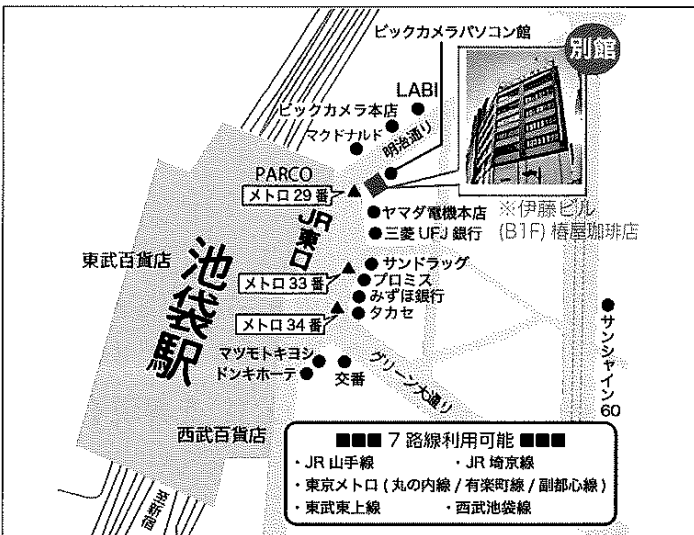 ビックカメラパソコン館
別館
LABI
ビックカメラ本店
マクドナルド
明治通り
PARCO
メトロ29番
JR東口
ヤマダ電機本店
三菱UFJ銀行
※伊藤ビル
(B1F) 椿屋珈琲店
東武百貨店
池袋駅
サンドラッグ
メトロ33番
プロミス
みずほ銀行
メトロ34番
タカセ
マツモトキヨシ
ドンキホーテ
交番
グリーン大通り
サンシャイン60
西武百貨店
■■■ 7路線利用可能 ■■■
・JR 山手線 ・JR 埼京線
・東京メトロ ( 丸の内線 / 有楽町線 / 副都心線 )
・東武東上線 ・西武池袋線
至新宿